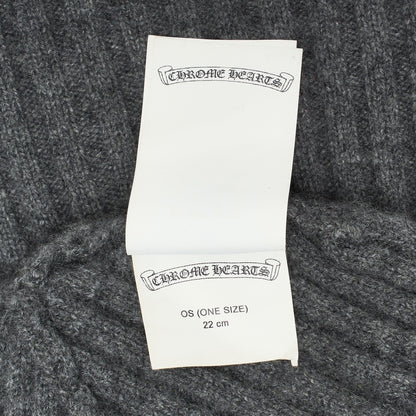 CHROME HEARTS
CHROME HEARTS
OS (ONE SIZE)
22 cm